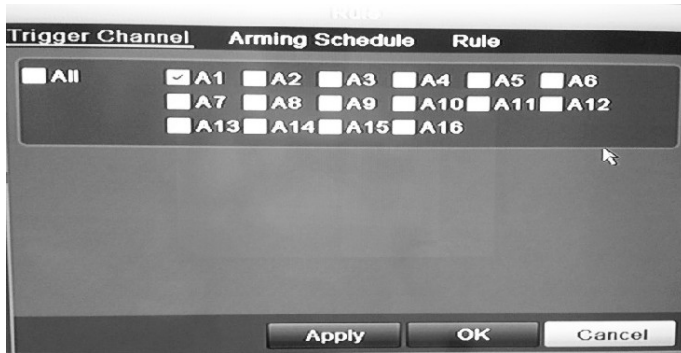 Rule
Trigger Channel Arming Schedule Rule
All A1 A2 A3 A4 A5 A6
A7 A8 A9 A10 A11 A12
A13 A14 A15 A16
Apply OK Cancel